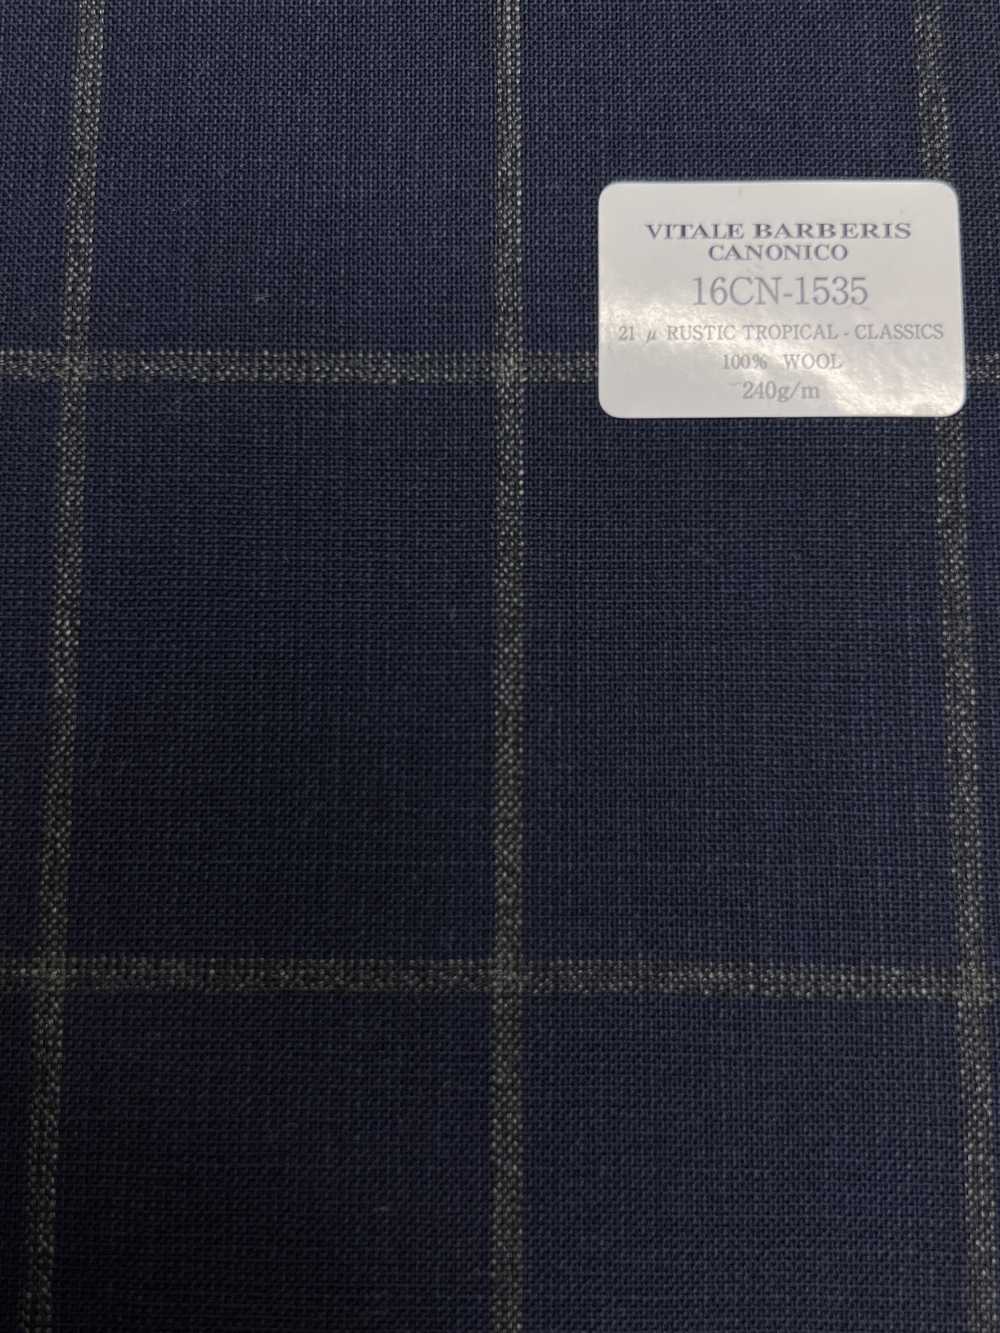 VITALE BARBERIS
CANONICO
16CN-1535
21 μ RUSTIC TROPICAL - CLASSICS
100% WOOL
240g/m